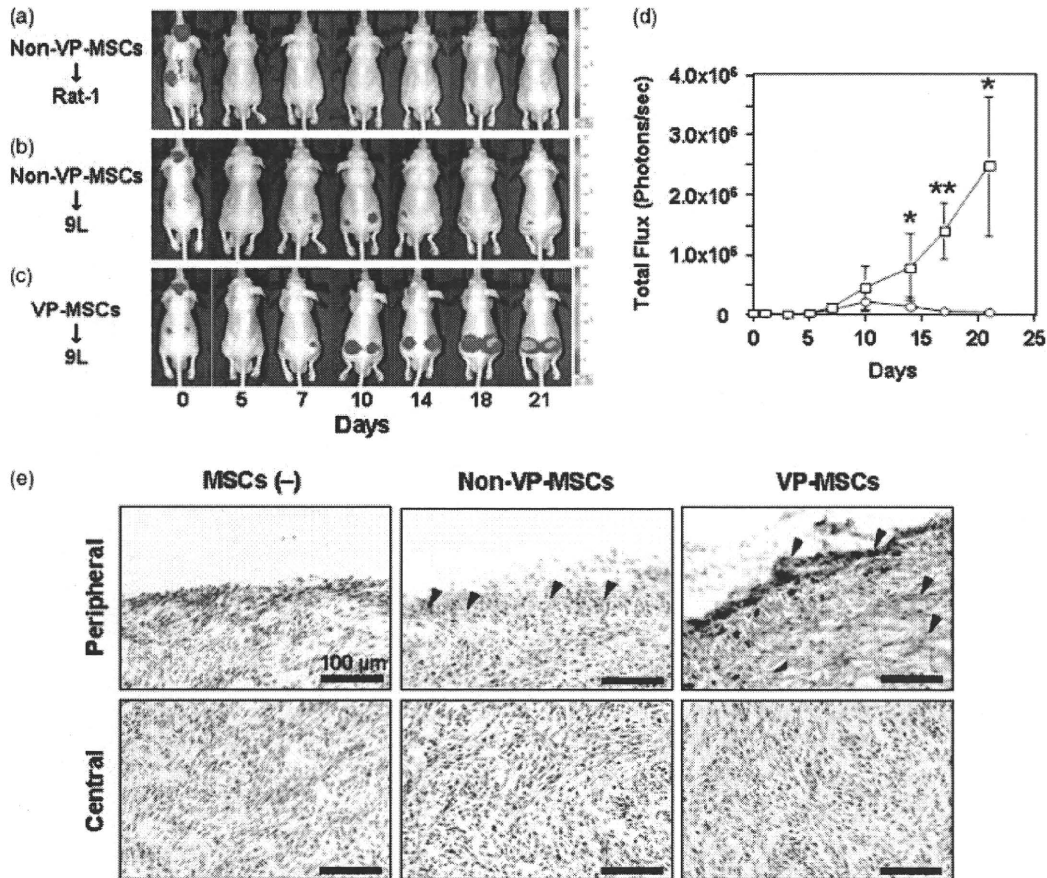 (a)
Non-VP-MSCs
↓
Rat-1
(b)
Non-VP-MSCs
↓
9L
(c)
VP-MSCs
↓
9L
0 5 7 10 14 18 21
Days
(d)
Total Flux (Photons/sec)
4.0x10⁶
3.0x10⁶
2.0x10⁶
1.0x10⁶
0
*
**
*
0 5 10 15 20 25
Days
(e)
MSCs (–) Non-VP-MSCs VP-MSCs
Peripheral
100 μm
Central